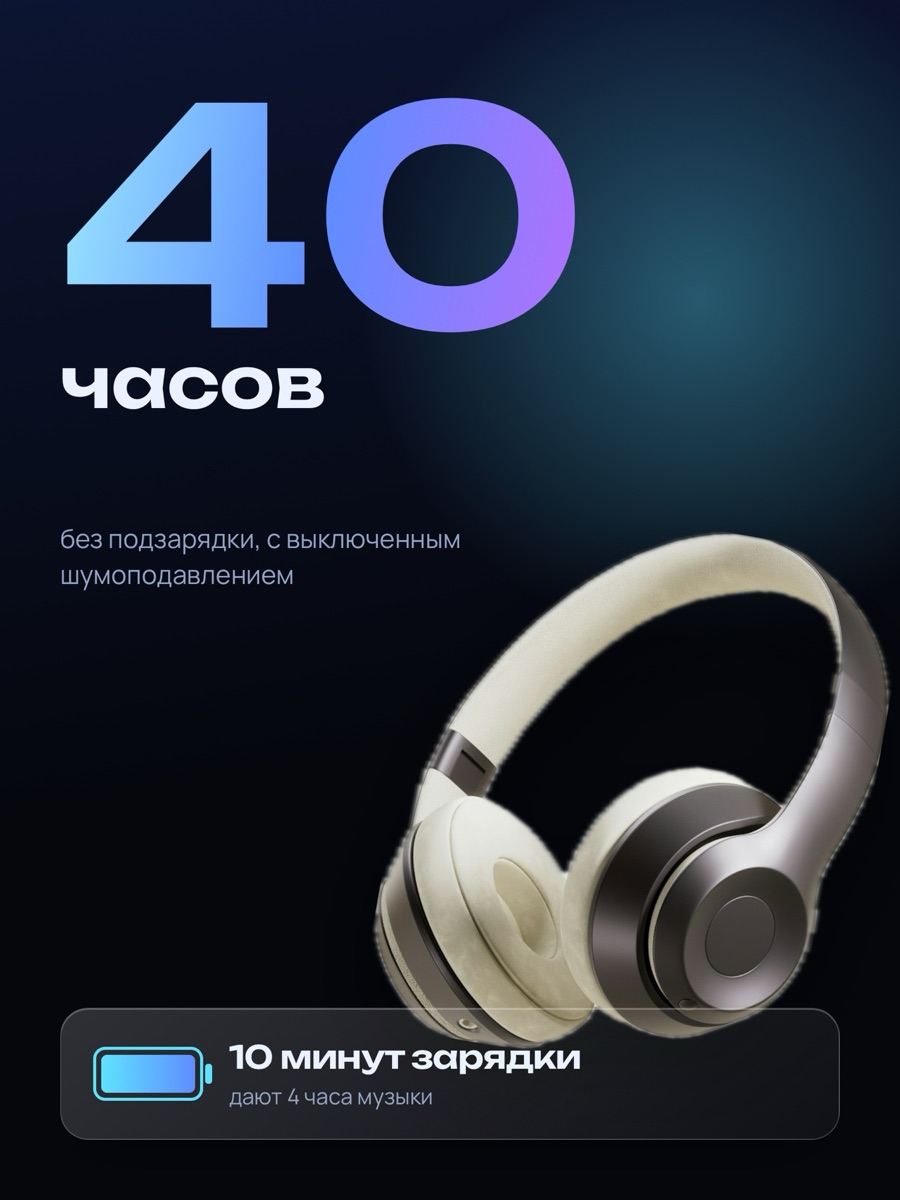 40
часов
без подзарядки, с выключенным
шумоподавлением
10 минут зарядки
дают 4 часа музыки